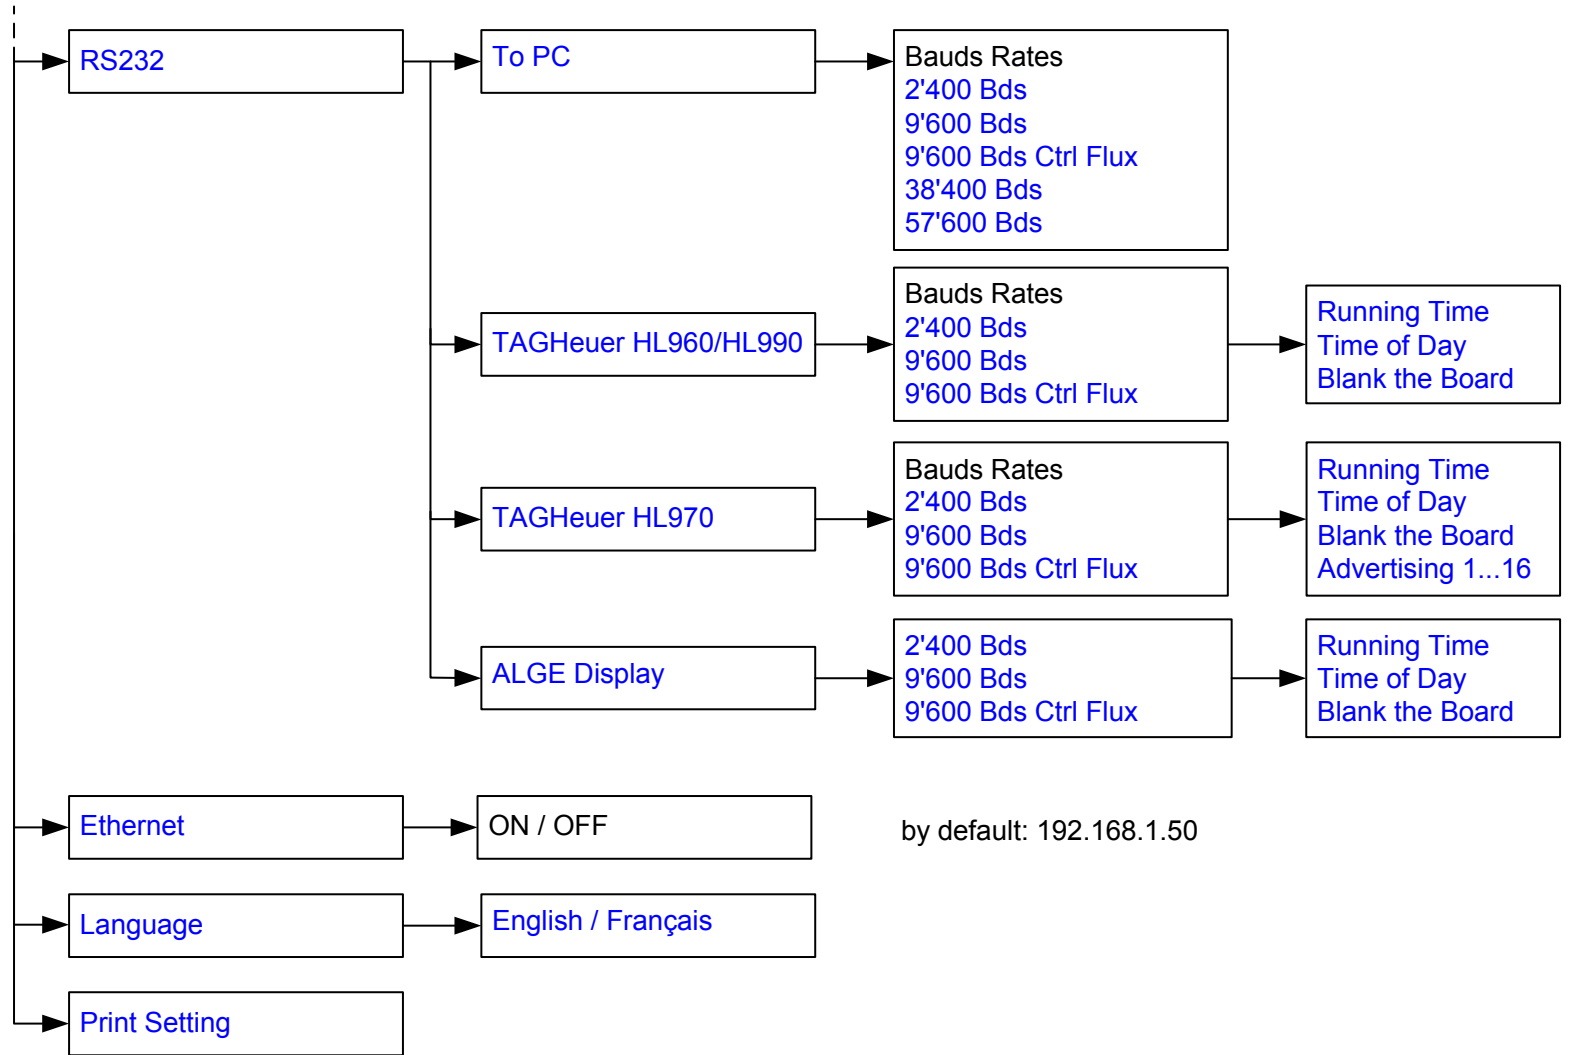 RS232
To PC
Bauds Rates
2'400 Bds
9'600 Bds
9'600 Bds Ctrl Flux
38'400 Bds
57'600 Bds
TAGHeuer HL960/HL990
Bauds Rates
2'400 Bds
9'600 Bds
9'600 Bds Ctrl Flux
Running Time
Time of Day
Blank the Board
TAGHeuer HL970
Bauds Rates
2'400 Bds
9'600 Bds
9'600 Bds Ctrl Flux
Running Time
Time of Day
Blank the Board
Advertising 1...16
ALGE Display
2'400 Bds
9'600 Bds
9'600 Bds Ctrl Flux
Running Time
Time of Day
Blank the Board
Ethernet
ON / OFF
by default: 192.168.1.50
Language
English / Français
Print Setting